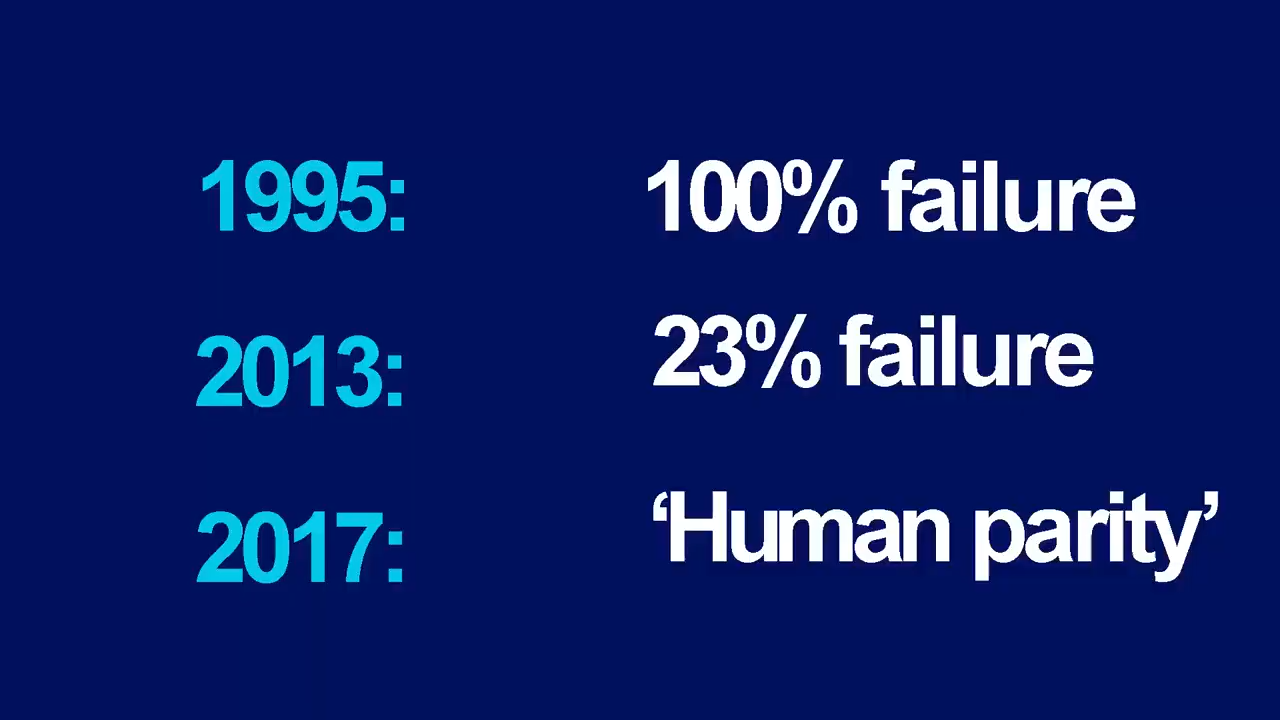 1995: 100% failure
2013: 23% failure
2017: ‘Human parity’